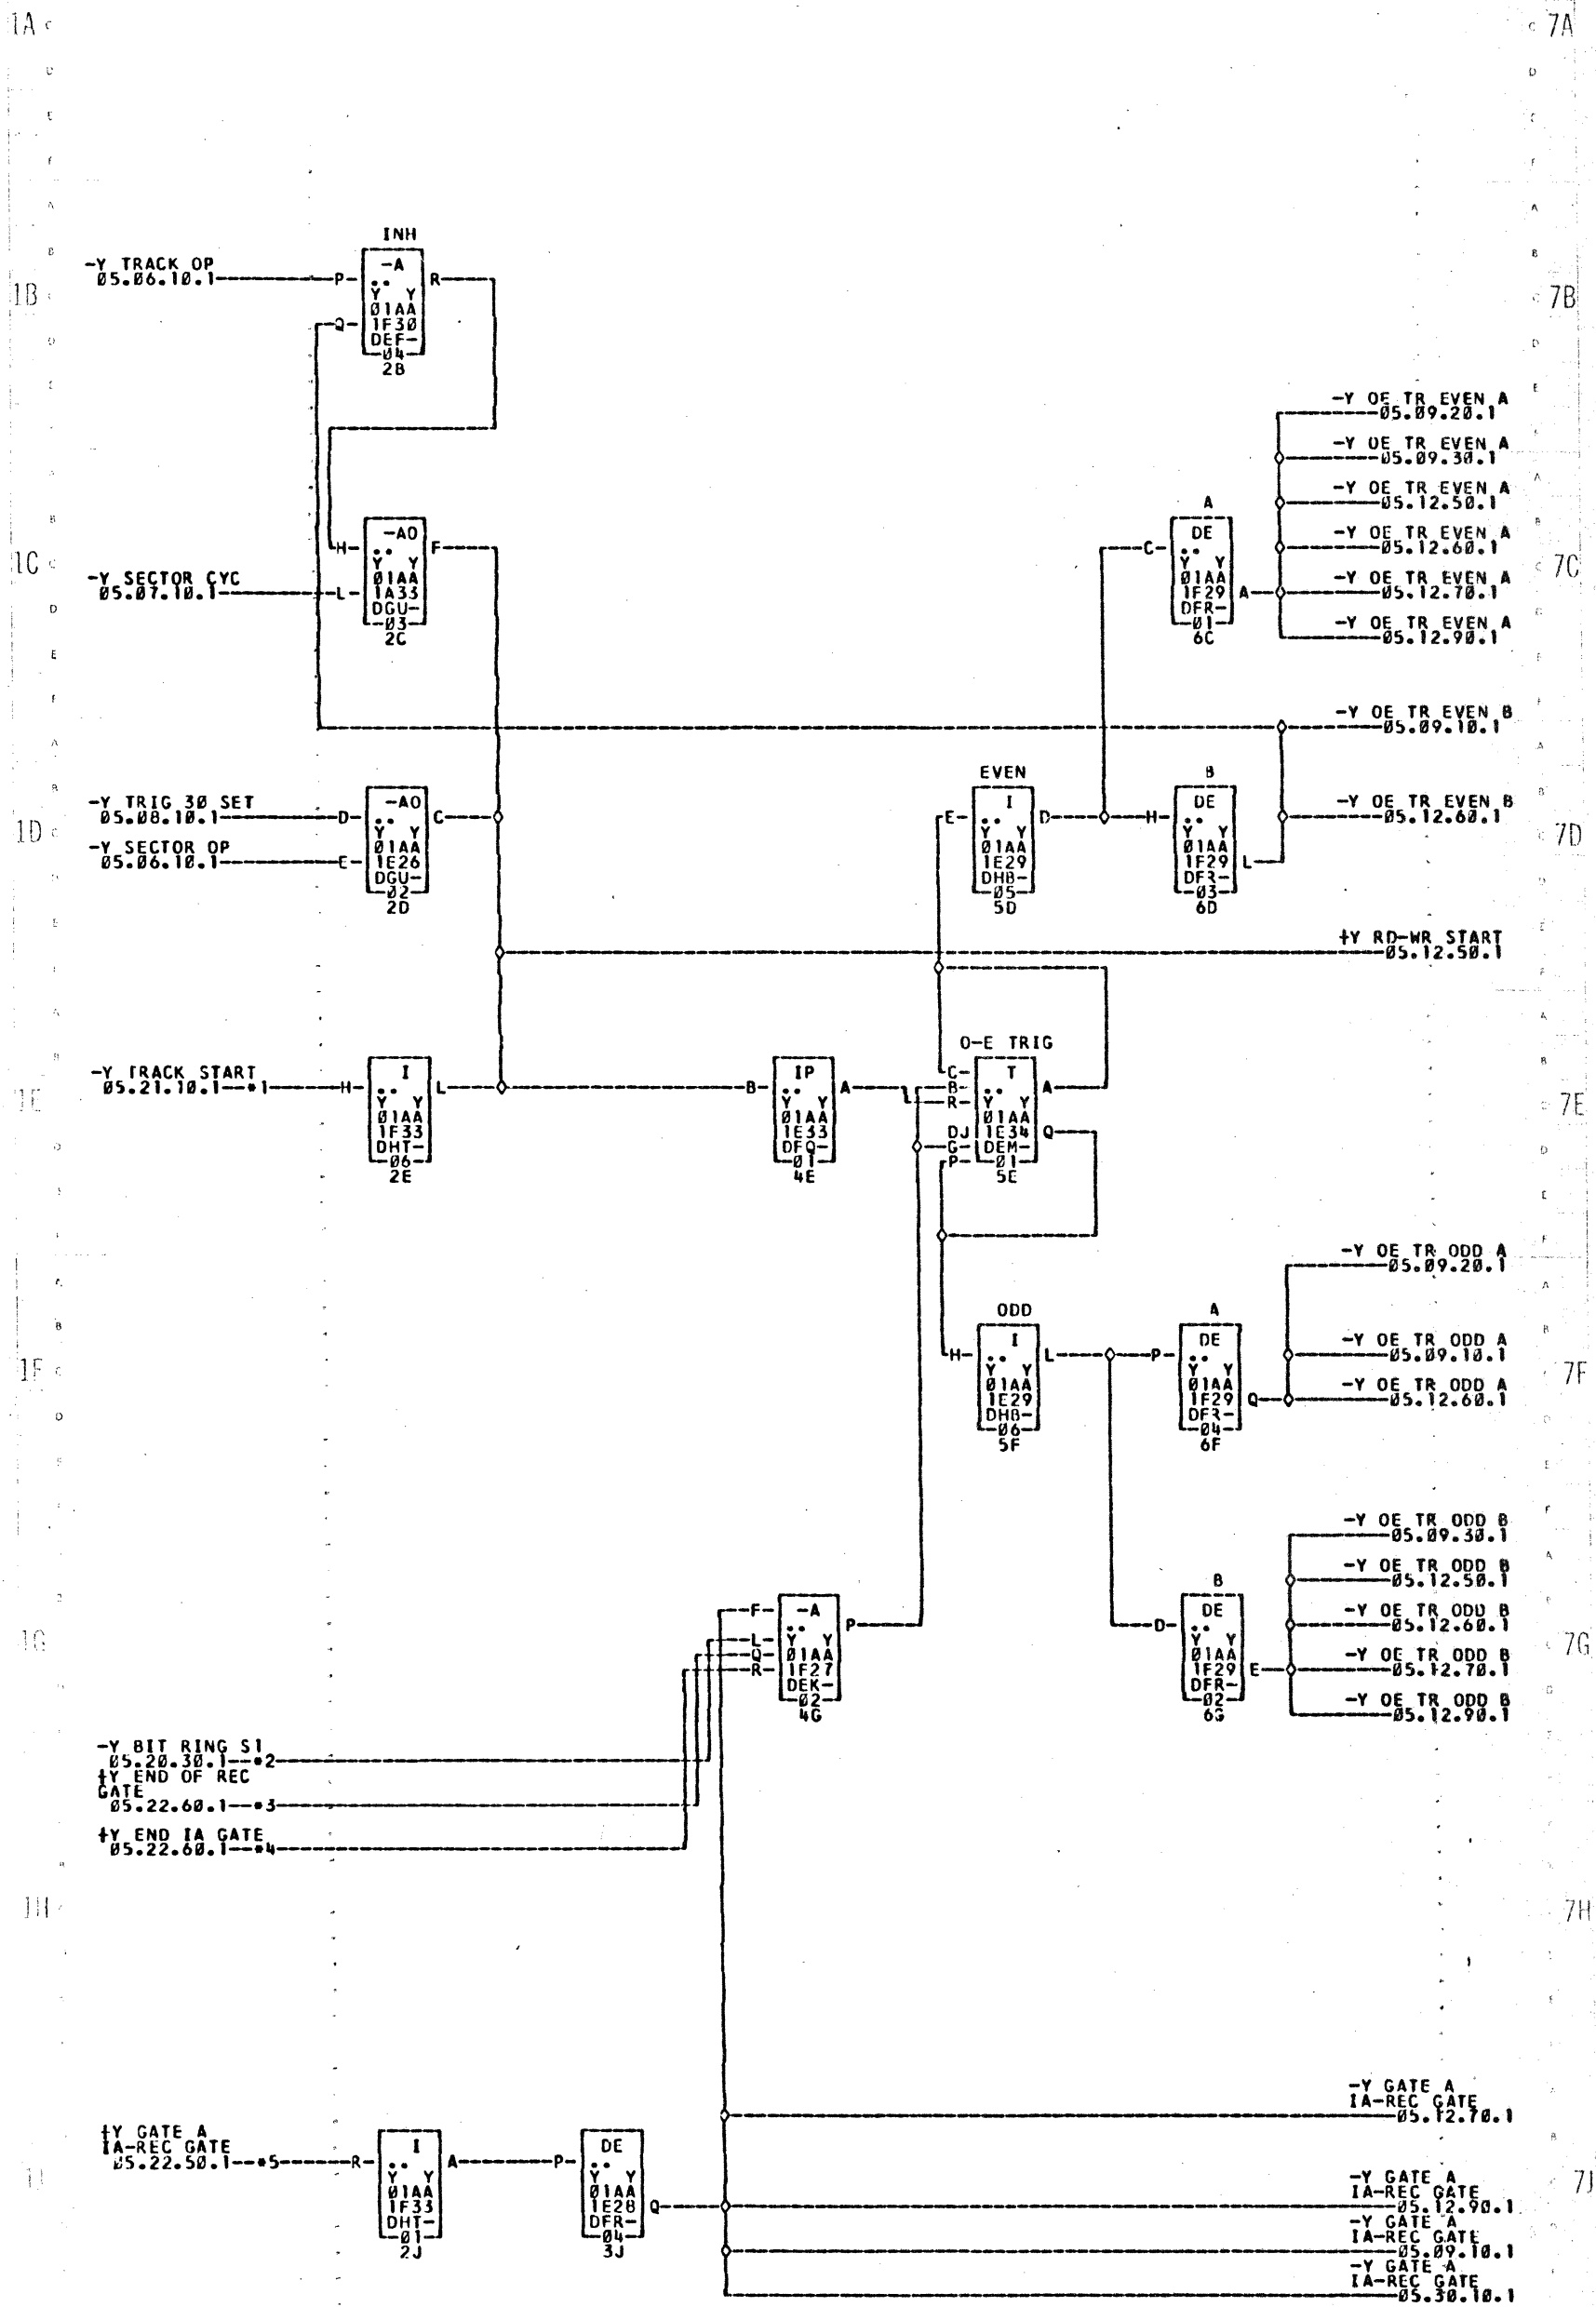 1A C
C 7A
D
D
E
F
A
B
INH
-Y TRACK OP
05.06.10.1
P
-A
R
1B
7B
Y Y
01AA
Q
1F30
DEF-
04
2B
-Y OE TR EVEN A
05.09.20.1
-Y OE TR EVEN A
05.09.30.1
-Y OE TR EVEN A
05.12.50.1
A
-AO
DE
-Y OE TR EVEN A
05.12.60.1
H
F
C
1C
7C
Y Y
Y Y
-Y SECTOR CYC
05.07.10.1
01AA
01AA
-Y OE TR EVEN A
05.12.70.1
L
1A33
1F29
A
DGU-
DFR-
03
01
2C
6C
-Y OE TR EVEN A
05.12.90.1
-Y OE TR EVEN B
05.09.10.1
EVEN
B
-Y TRIG 30 SET
05.08.10.1
D
-AO
C
E
I
D
H
DE
-Y OE TR EVEN B
05.12.60.1
1D
7D
Y Y
Y Y
Y Y
-Y SECTOR OP
05.06.10.1
01AA
01AA
01AA
E
1E26
1E29
1F29
L
DGU-
DHB-
DFR-
02
05
03
2D
5D
6D
+Y RD-WR START
05.12.50.1
O-E TRIG
-Y TRACK START
05.21.10.1--*1
H
I
L
B
IP
A
C
B
R
T
A
1E
7E
Y Y
Y Y
Y Y
01AA
01AA
01AA
1F33
1E33
DJ
1E34
Q
DHT-
DFQ-
G
DEM-
06
01
P
01
2E
4E
5E
-Y OE TR ODD A
05.09.20.1
ODD
A
H
I
L
P
DE
-Y OE TR ODD A
05.09.10.1
1F
7F
Y Y
Y Y
01AA
01AA
-Y OE TR ODD A
05.12.60.1
1E29
1F29
Q
DHB-
DFR-
06
04
5F
6F
-Y OE TR ODD B
05.09.30.1
-Y OE TR ODD B
05.12.50.1
B
F
-A
P
D
DE
-Y OE TR ODD B
05.12.60.1
1G
7G
L
Y Y
Y Y
Q
01AA
01AA
-Y OE TR ODD B
05.12.70.1
R
1F27
1F29
E
DEK-
DFR-
02
02
-Y OE TR ODD B
05.12.90.1
4G
6G
-Y BIT RING S1
05.20.30.1--*2
+Y END OF REC
GATE
05.22.60.1--*3
+Y END IA GATE
05.22.60.1--*4
1H
7H
-Y GATE A
IA-REC GATE
05.12.70.1
+Y GATE A
IA-REC GATE
05.22.50.1--*5
R
I
A
P
DE
1J
7J
Y Y
Y Y
01AA
01AA
1F33
1E28
Q
-Y GATE A
IA-REC GATE
05.12.90.1
DHT-
DFR-
01
04
2J
3J
-Y GATE A
IA-REC GATE
05.09.10.1
-Y GATE A
IA-REC GATE
05.30.10.1